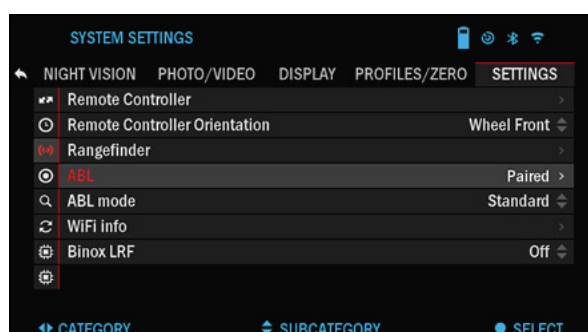 SYSTEM SETTINGS
NIGHT VISION PHOTO/VIDEO DISPLAY PROFILES/ZERO SETTINGS
Remote Controller
Remote Controller Orientation Wheel Front
Rangefinder
ABL Paired
ABL mode Standard
WiFi info
Binox LRF Off
CATEGORY SUBCATEGORY SELECT